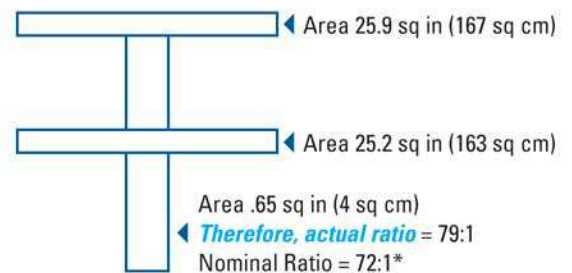 Area 25.9 sq in (167 sq cm)
Area 25.2 sq in (163 sq cm)
Area .65 sq in (4 sq cm)
Therefore, actual ratio = 79:1
Nominal Ratio = 72:1*